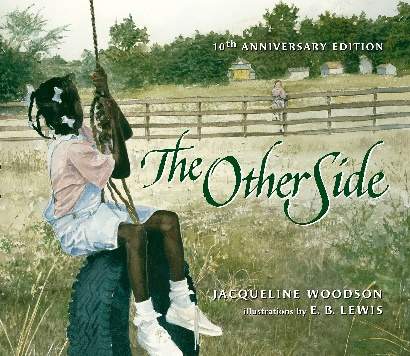 10th ANNIVERSARY EDITION
The Other Side
JACQUELINE WOODSON
illustrations by E. B. LEWIS